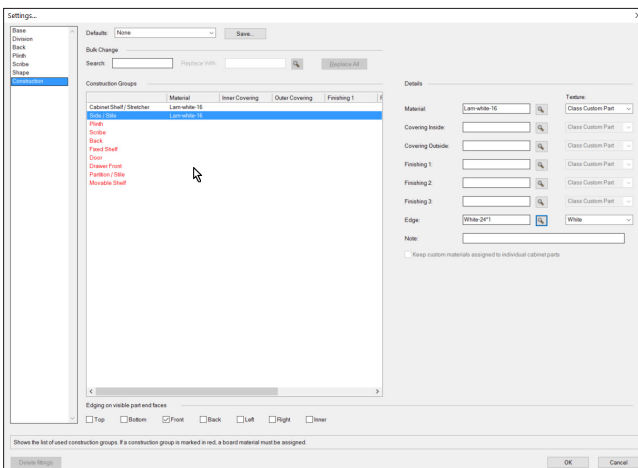 Settings...
Base
Division
Back
Plinth
Scribe
Shape
Construction
Defaults: None Save...
Bulk Change
Search: Replace With: Replace All
Construction Groups
Material Inner Covering Outer Covering Finishing 1 F
Cabinet Shelf / Stretcher Lam-white-16
Side / Stile Lam-white-16
Plinth
Scribe
Back
Fixed Shelf
Door
Drawer Front
Partition / Stile
Movable Shelf
Details
Texture:
Material: Lam-white-16 Class Custom Part
Covering Inside: Class Custom Part
Covering Outside: Class Custom Part
Finishing 1: Class Custom Part
Finishing 2: Class Custom Part
Finishing 3: Class Custom Part
Edge: White-24*1 White
Note:
Keep custom materials assigned to individual cabinet parts
Edging on visible part end faces
Top Bottom Front Back Left Right Inner
Shows the list of used construction groups. If a construction group is marked in red, a board material must be assigned.
Delete fittings OK Cancel